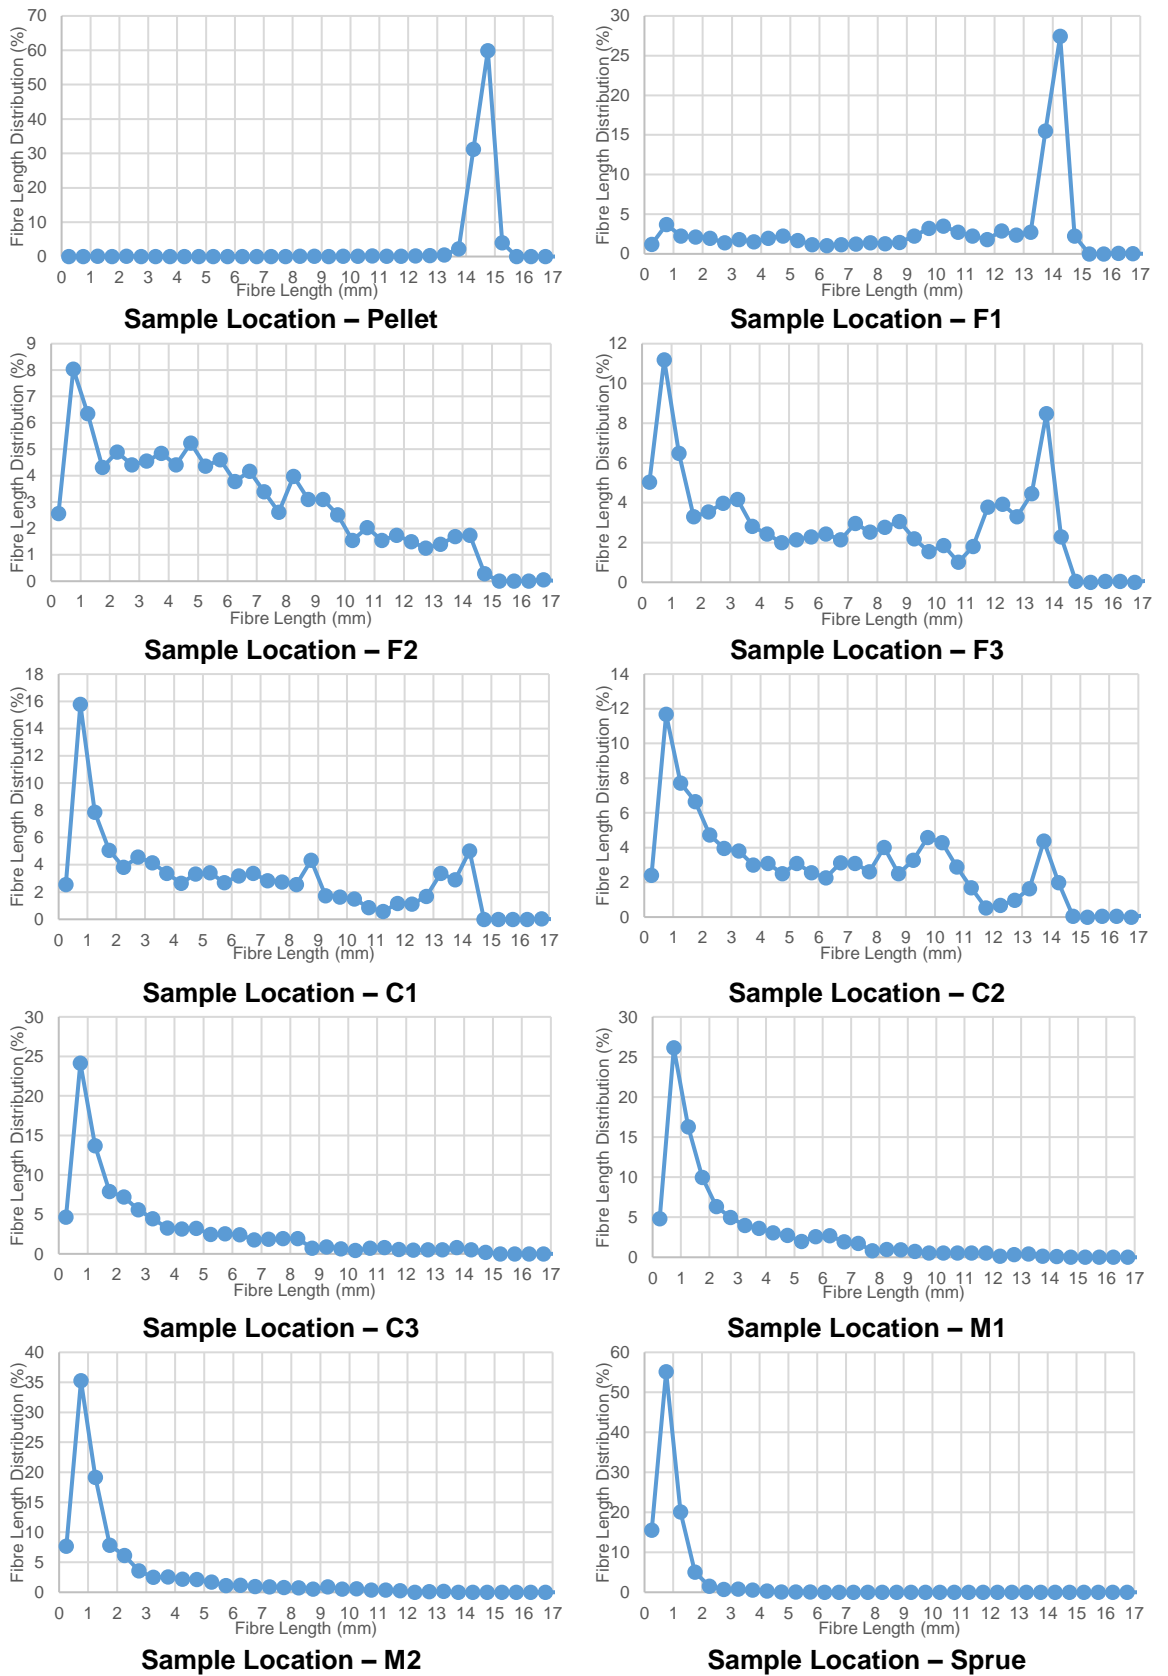 Fibre Length Distribution (%)
70
60
50
40
30
20
10
0
0 1 2 3 4 5 6 7 8 9 10 11 12 13 14 15 16 17
Fibre Length (mm)
Sample Location – Pellet
Fibre Length Distribution (%)
30
25
20
15
10
5
0
0 1 2 3 4 5 6 7 8 9 10 11 12 13 14 15 16 17
Fibre Length (mm)
Sample Location – F1
Fibre Length Distribution (%)
9
8
7
6
5
4
3
2
1
0
0 1 2 3 4 5 6 7 8 9 10 11 12 13 14 15 16 17
Fibre Length (mm)
Sample Location – F2
Fibre Length Distribution (%)
12
10
8
6
4
2
0
0 1 2 3 4 5 6 7 8 9 10 11 12 13 14 15 16 17
Fibre Length (mm)
Sample Location – F3
Fibre Length Distribution (%)
18
16
14
12
10
8
6
4
2
0
0 1 2 3 4 5 6 7 8 9 10 11 12 13 14 15 16 17
Fibre Length (mm)
Sample Location – C1
Fibre Length Distribution (%)
14
12
10
8
6
4
2
0
0 1 2 3 4 5 6 7 8 9 10 11 12 13 14 15 16 17
Fibre Length (mm)
Sample Location – C2
Fibre Length Distribution (%)
30
25
20
15
10
5
0
0 1 2 3 4 5 6 7 8 9 10 11 12 13 14 15 16 17
Fibre Length (mm)
Sample Location – C3
Fibre Length Distribution (%)
30
25
20
15
10
5
0
0 1 2 3 4 5 6 7 8 9 10 11 12 13 14 15 16 17
Fibre Length (mm)
Sample Location – M1
Fibre Length Distribution (%)
40
35
30
25
20
15
10
5
0
0 1 2 3 4 5 6 7 8 9 10 11 12 13 14 15 16 17
Fibre Length (mm)
Sample Location – M2
Fibre Length Distribution (%)
60
50
40
30
20
10
0
0 1 2 3 4 5 6 7 8 9 10 11 12 13 14 15 16 17
Fibre Length (mm)
Sample Location – Sprue